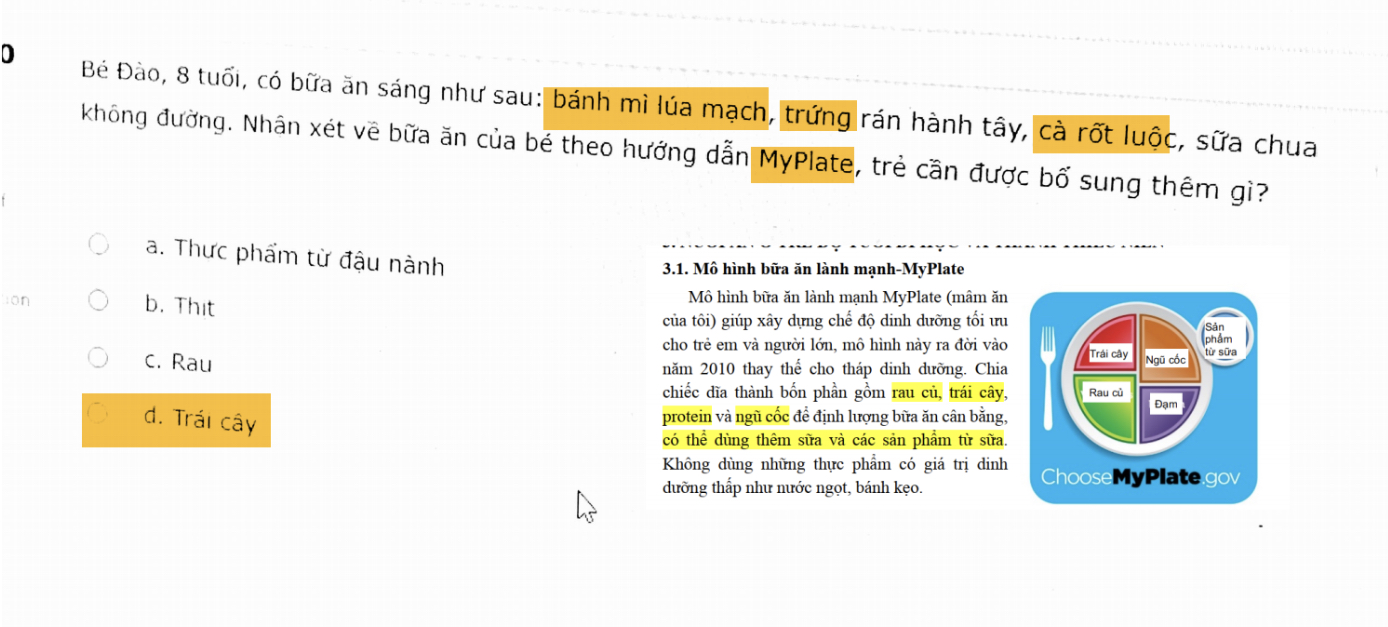 0
Bé Đào, 8 tuổi, có bữa ăn sáng như sau: bánh mì lúa mạch, trứng rán hành tây, cà rốt luộc, sữa chua
không đường. Nhận xét về bữa ăn của bé theo hướng dẫn MyPlate, trẻ cần được bổ sung thêm gì?
a. Thực phẩm từ đậu nành
b. Thịt
c. Rau
d. Trái cây
3.1. Mô hình bữa ăn lành mạnh-MyPlate
Mô hình bữa ăn lành mạnh MyPlate (mâm ăn
của tôi) giúp xây dựng chế độ dinh dưỡng tối ưu
cho trẻ em và người lớn, mô hình này ra đời vào
năm 2010 thay thế cho tháp dinh dưỡng. Chia
chiếc dĩa thành bốn phần gồm rau củ, trái cây,
protein và ngũ cốc để định lượng bữa ăn cân bằng,
có thể dùng thêm sữa và các sản phẩm từ sữa.
Không dùng những thực phẩm có giá trị dinh
dưỡng thấp như nước ngọt, bánh kẹo.
Sản
phẩm
từ sữa
Trái cây
Ngũ cốc
Rau củ
Đạm
ChooseMyPlate.gov